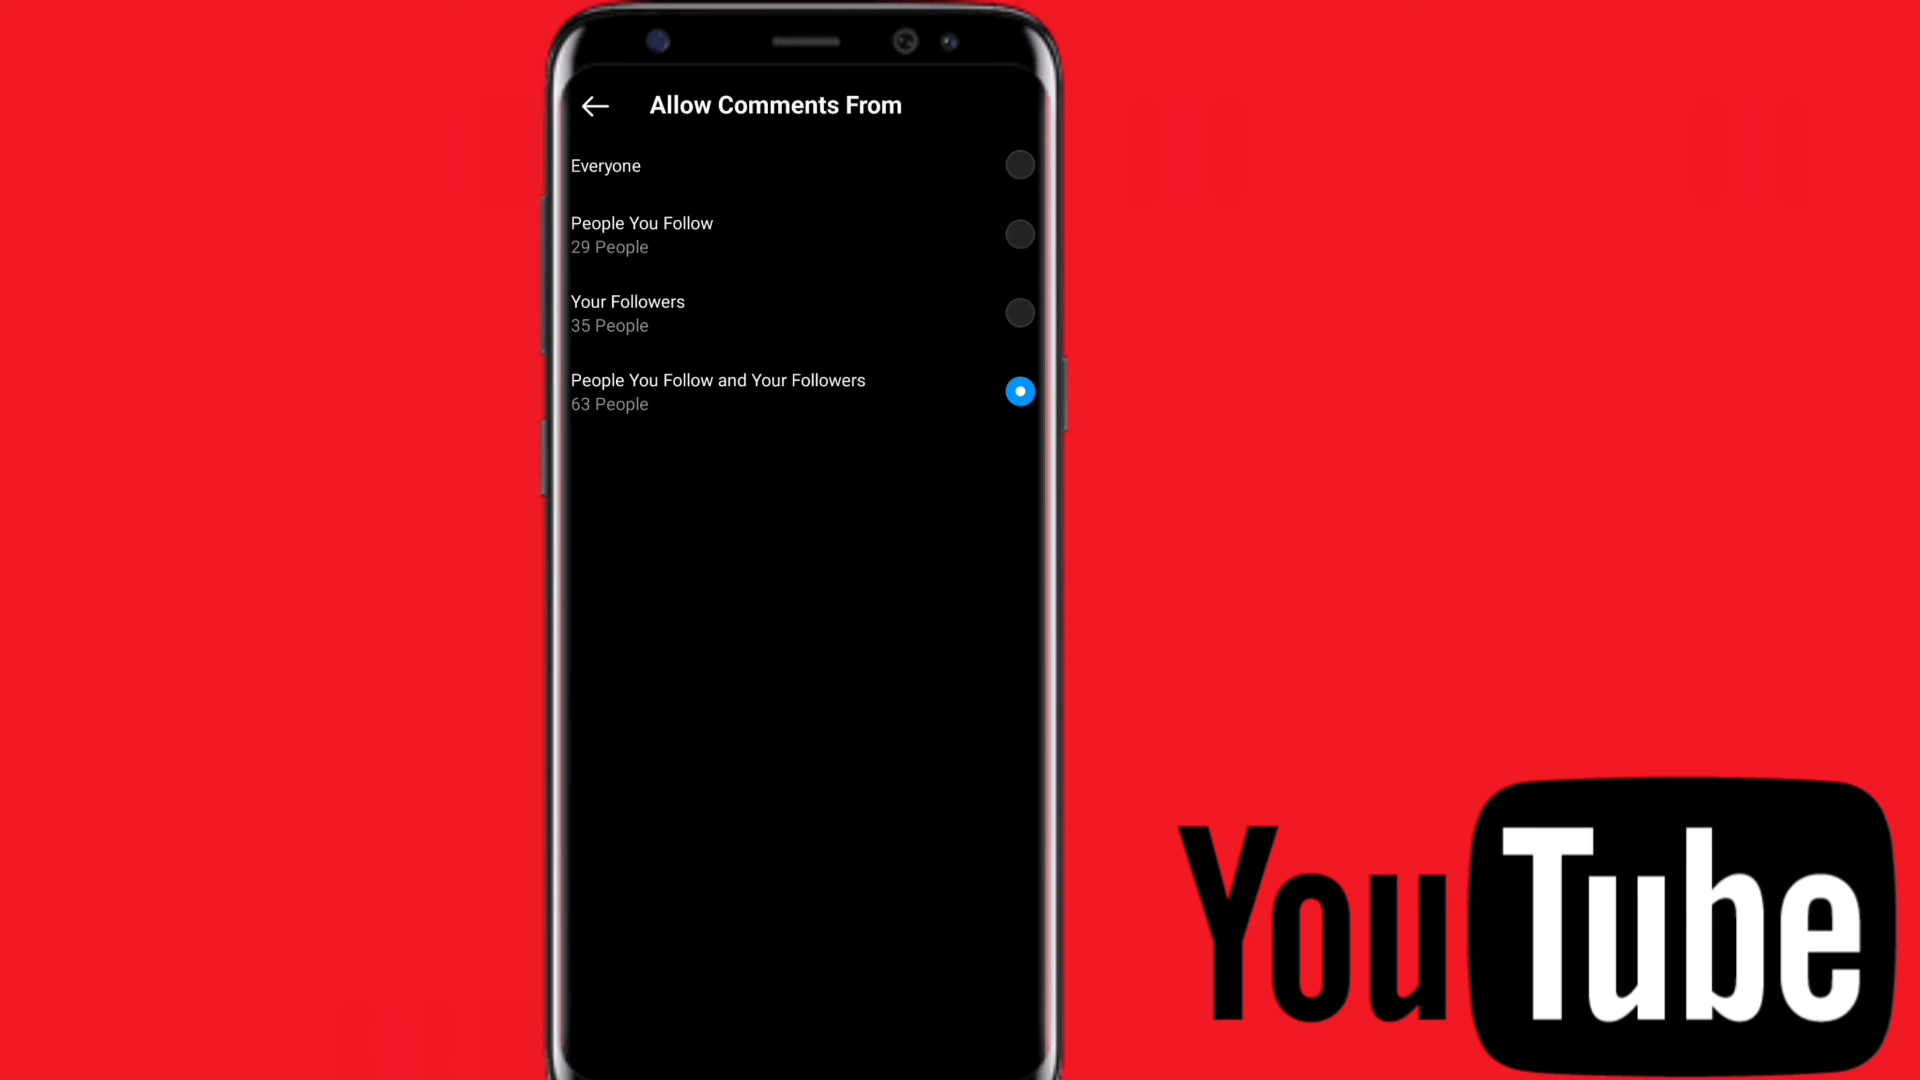 Allow Comments From
Everyone
People You Follow
29 People
Your Followers
35 People
People You Follow and Your Followers
63 People
YouTube